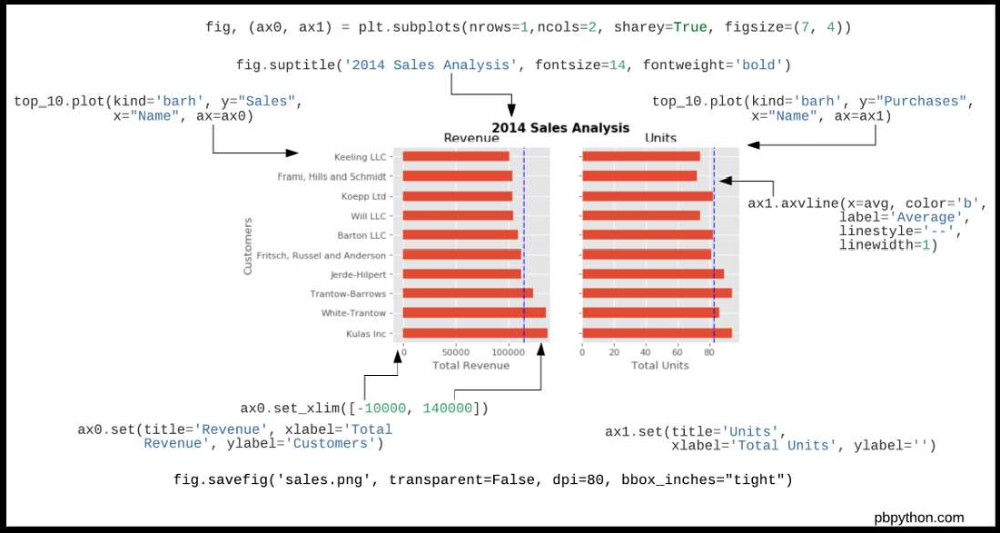 fig, (ax0, ax1) = plt.subplots(nrows=1,ncols=2, sharey=True, figsize=(7, 4))
fig.suptitle('2014 Sales Analysis', fontsize=14, fontweight='bold')
top_10.plot(kind='barh', y="Sales",
x="Name", ax=ax0)
top_10.plot(kind='barh', y="Purchases",
x="Name", ax=ax1)
2014 Sales Analysis
Revenue
Units
Customers
Keeling LLC
Frami, Hills and Schmidt
Koepp Ltd
Will LLC
Barton LLC
Fritsch, Russel and Anderson
Jerde-Hilpert
Trantow-Barrows
White-Trantow
Kulas Inc
0 50000 100000
Total Revenue
0 20 40 60 80
Total Units
ax1.axvline(x=avg, color='b',
label='Average',
linestyle='--',
linewidth=1)
ax0.set_xlim([-10000, 140000])
ax0.set(title='Revenue', xlabel='Total
Revenue', ylabel='Customers')
ax1.set(title='Units',
xlabel='Total Units', ylabel='')
fig.savefig('sales.png', transparent=False, dpi=80, bbox_inches="tight")
pbpython.com